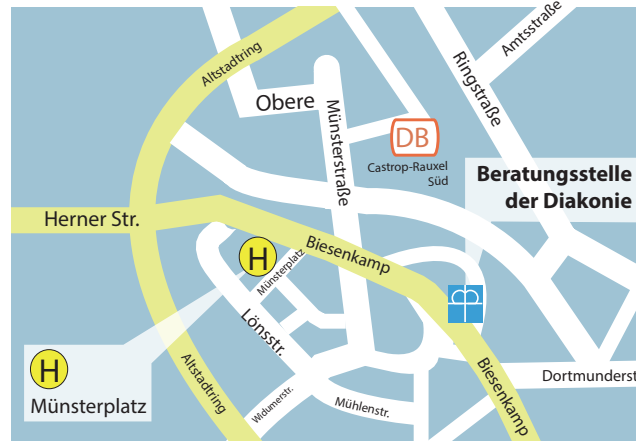 Altstadtring
Amtsstraße
Ringstraße
Obere
Münsterstraße
DB
Castrop-Rauxel
Süd
Beratungsstelle
der Diakonie
Herner Str.
Biesenkamp
H
Münsterplatz
Lönsstr.
H
Münsterplatz
Altstadtring
Widumerstr.
Mühlenstr.
Biesenkamp
Dortmunderst